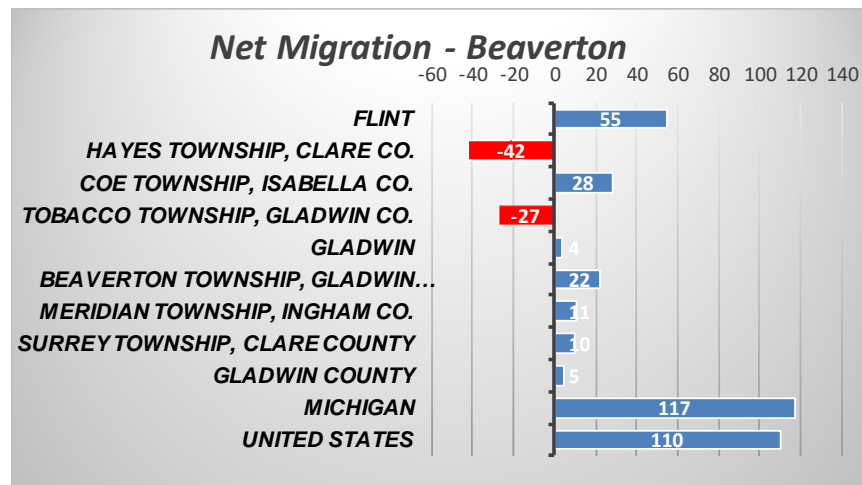 Net Migration - Beaverton
-60 -40 -20 0 20 40 60 80 100 120 140
FLINT 55
HAYES TOWNSHIP, CLARE CO. -42
COE TOWNSHIP, ISABELLA CO. 28
TOBACCO TOWNSHIP, GLADWIN CO. -27
GLADWIN 4
BEAVERTON TOWNSHIP, GLADWIN... 22
MERIDIAN TOWNSHIP, INGHAM CO. 11
SURREY TOWNSHIP, CLARE COUNTY 10
GLADWIN COUNTY 5
MICHIGAN 117
UNITED STATES 110